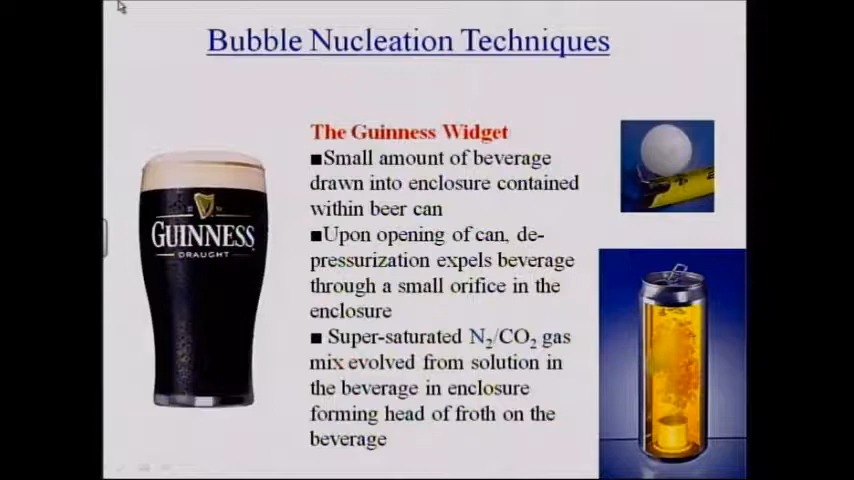 Bubble Nucleation Techniques
The Guinness Widget
■Small amount of beverage
drawn into enclosure contained
within beer can
■Upon opening of can, de-
pressurization expels beverage
through a small orifice in the
enclosure
■ Super-saturated N₂/CO₂ gas
mix evolved from solution in
the beverage in enclosure
forming head of froth on the
beverage
GUINNESS
DRAUGHT